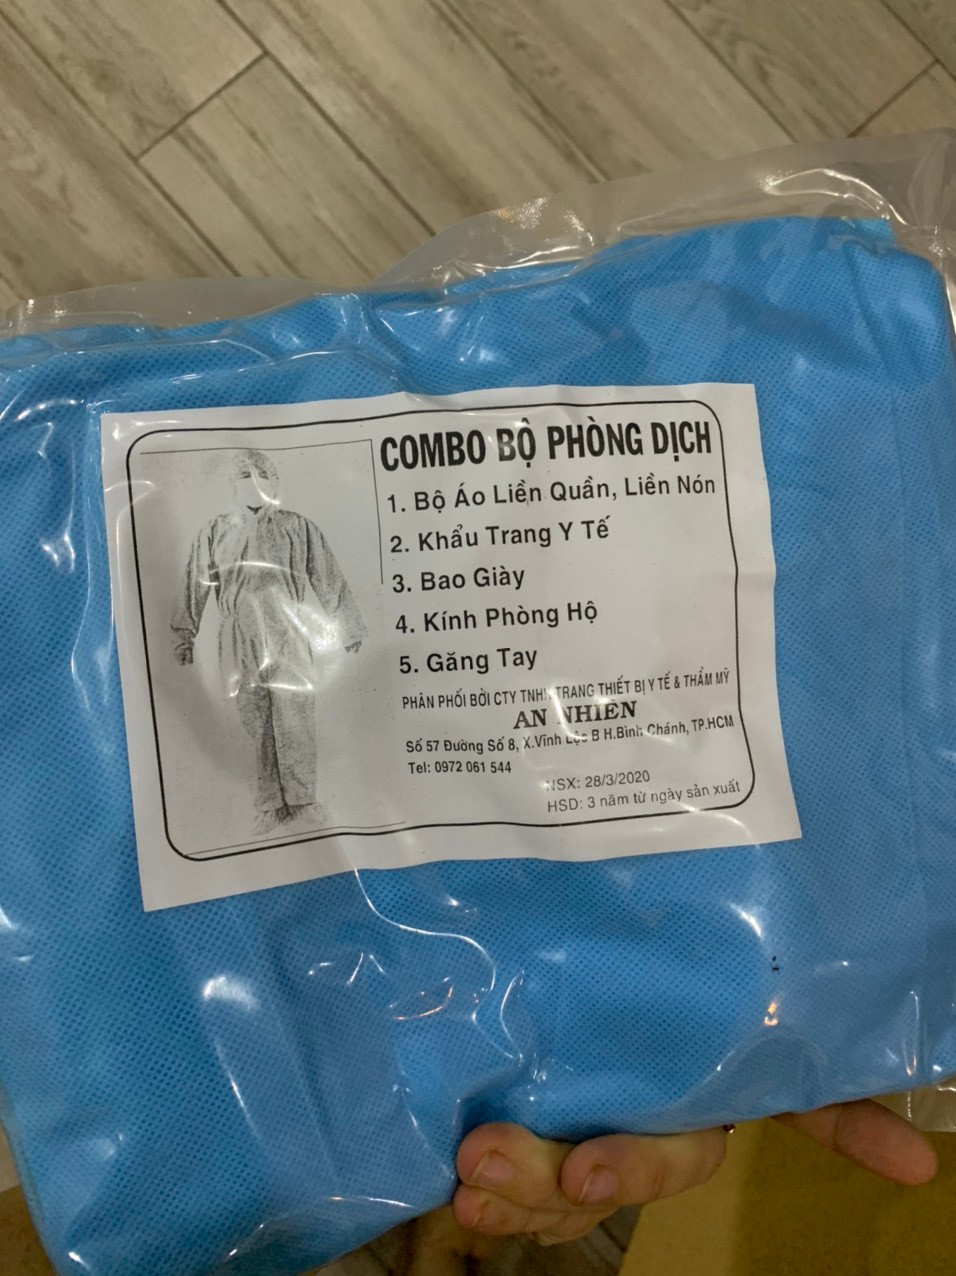 COMBO BỘ PHÒNG DỊCH
1. Bộ Áo Liền Quần, Liền Nón
2. Khẩu Trang Y Tế
3. Bao Giày
4. Kính Phòng Hộ
5. Găng Tay
PHÂN PHỐI BỞI CTY TNHH TRANG THIẾT BỊ Y TẾ & THẨM MỸ
AN NHIÊN
Số 57 Đường Số 8, X.Vĩnh Lộc B H.Bình Chánh, TP.HCM
Tel: 0972 061 544
NSX: 28/3/2020
HSD: 3 năm từ ngày sản xuất